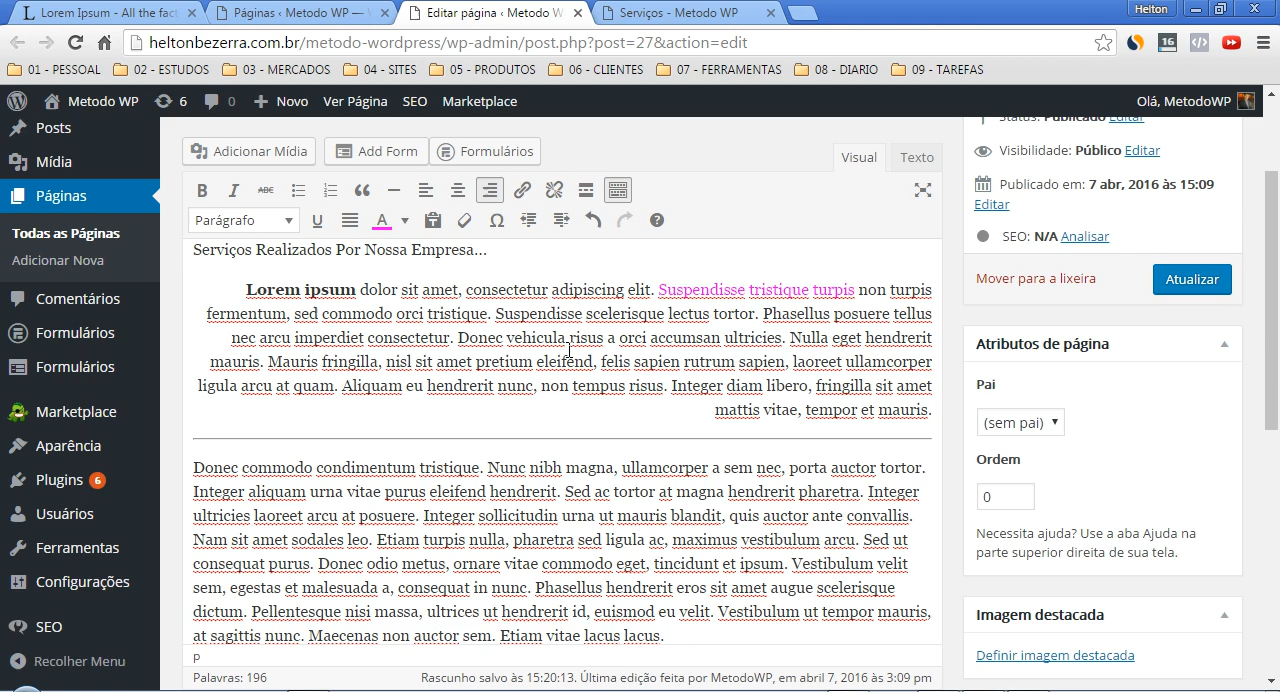 Lorem Ipsum - All the fact
Páginas ‹ Metodo WP —
Editar página ‹ Metodo W
Serviços - Metodo WP
Helton
heltonbezerra.com.br/metodo-wordpress/wp-admin/post.php?post=27&action=edit
16
01 - PESSOAL
02 - ESTUDOS
03 - MERCADOS
04 - SITES
05 - PRODUTOS
06 - CLIENTES
07 - FERRAMENTAS
08 - DIARIO
09 - TAREFAS
Metodo WP
6
0
Novo
Ver Página
SEO
Marketplace
Olá, MetodoWP
Posts
Mídia
Páginas
Todas as Páginas
Adicionar Nova
Comentários
Formulários
Formulários
Marketplace
Aparência
Plugins 6
Usuários
Ferramentas
Configurações
SEO
Recolher Menu
Adicionar Mídia
Add Form
Formulários
Visual
Texto
B I ABC
Parágrafo
U A
Serviços Realizados Por Nossa Empresa...
Lorem ipsum dolor sit amet, consectetur adipiscing elit. Suspendisse tristique turpis non turpis
fermentum, sed commodo orci tristique. Suspendisse scelerisque lectus tortor. Phasellus posuere tellus
nec arcu imperdiet consectetur. Donec vehicula risus a orci accumsan ultricies. Nulla eget hendrerit
mauris. Mauris fringilla, nisl sit amet pretium eleifend, felis sapien rutrum sapien, laoreet ullamcorper
ligula arcu at quam. Aliquam eu hendrerit nunc, non tempus risus. Integer diam libero, fringilla sit amet
mattis vitae, tempor et mauris.
Donec commodo condimentum tristique. Nunc nibh magna, ullamcorper a sem nec, porta auctor tortor.
Integer aliquam urna vitae purus eleifend hendrerit. Sed ac tortor at magna hendrerit pharetra. Integer
ultricies laoreet arcu at posuere. Integer sollicitudin urna ut mauris blandit, quis auctor ante convallis.
Nam sit amet sodales leo. Etiam turpis nulla, pharetra sed ligula ac, maximus vestibulum arcu. Sed ut
consequat purus. Donec odio metus, ornare vitae commodo eget, tincidunt et ipsum. Vestibulum velit
sem, egestas et malesuada a, consequat in nunc. Phasellus hendrerit eros sit amet augue scelerisque
dictum. Pellentesque nisi massa, ultrices ut hendrerit id, euismod eu velit. Vestibulum ut tempor mauris,
at sagittis nunc. Maecenas non auctor sem. Etiam vitae lacus lacus.
p
Palavras: 196
Rascunho salvo às 15:20:13. Última edição feita por MetodoWP, em abril 7, 2016 às 3:09 pm
Status: Publicado Editar
Visibilidade: Público Editar
Publicado em: 7 abr, 2016 às 15:09
Editar
SEO: N/A Analisar
Mover para a lixeira
Atualizar
Atributos de página
Pai
(sem pai)
Ordem
0
Necessita ajuda? Use a aba Ajuda na
parte superior direita de sua tela.
Imagem destacada
Definir imagem destacada